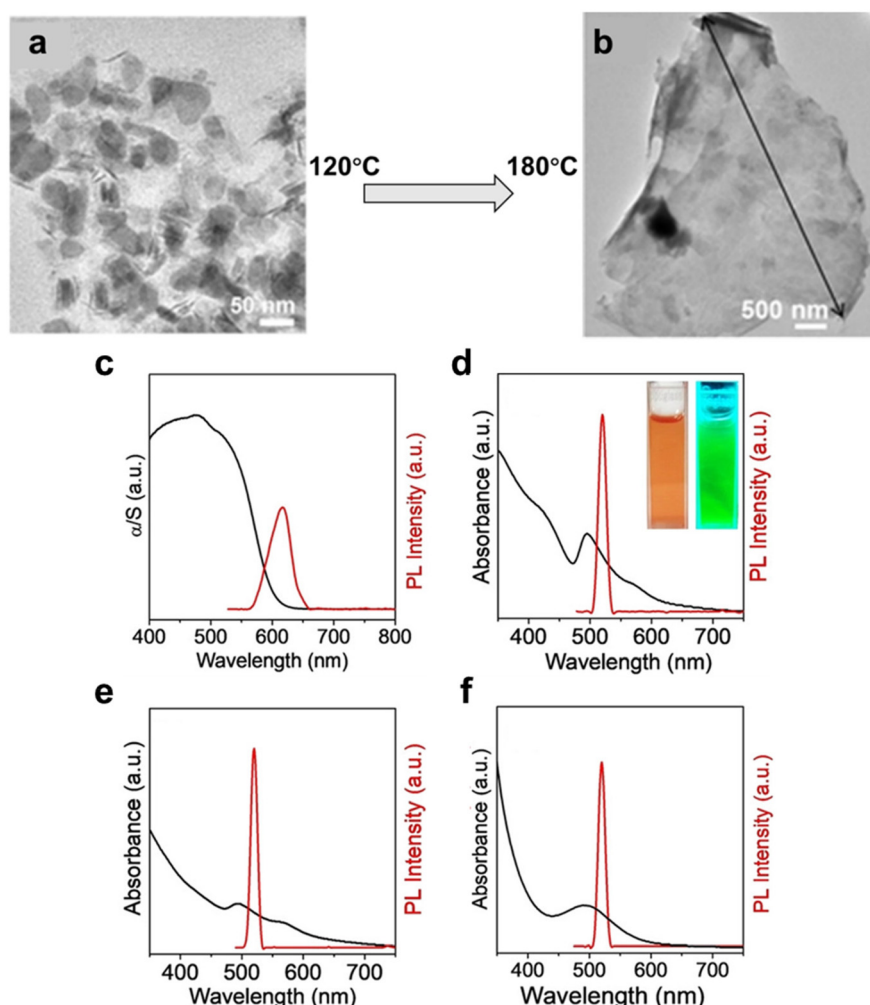 a
b
120°C
180°C
50 nm
500 nm
c
d
α/S (a.u.)
PL Intensity (a.u.)
400 500 600 700 800
Wavelength (nm)
Absorbance (a.u.)
PL Intensity (a.u.)
400 500 600 700
Wavelength (nm)
e
f
Absorbance (a.u.)
PL Intensity (a.u.)
400 500 600 700
Wavelength (nm)
Absorbance (a.u.)
PL Intensity (a.u.)
400 500 600 700
Wavelength (nm)